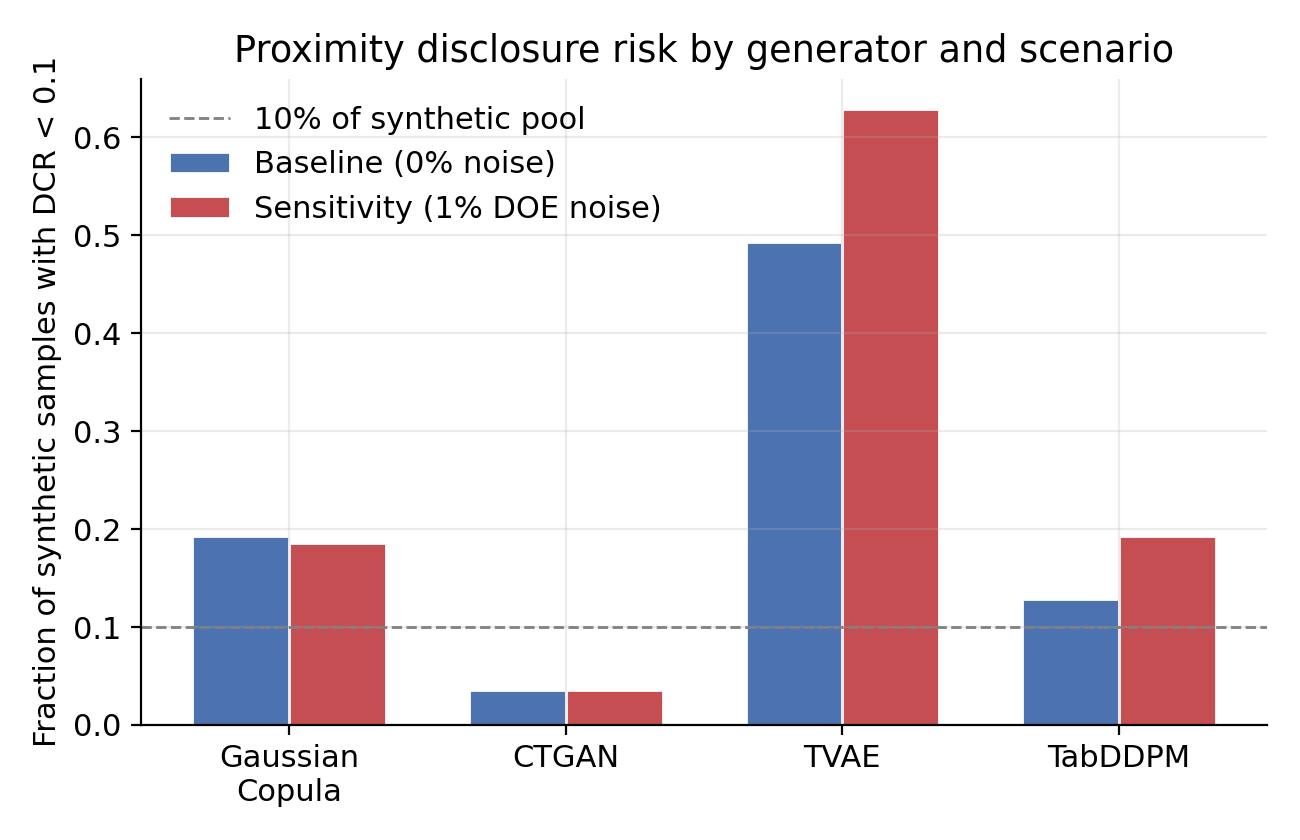 Proximity disclosure risk by generator and scenario
Fraction of synthetic samples with DCR < 0.1
10% of synthetic pool
Baseline (0% noise)
Sensitivity (1% DOE noise)
0.6
0.5
0.4
0.3
0.2
0.1
0.0
Gaussian
Copula
CTGAN
TVAE
TabDDPM